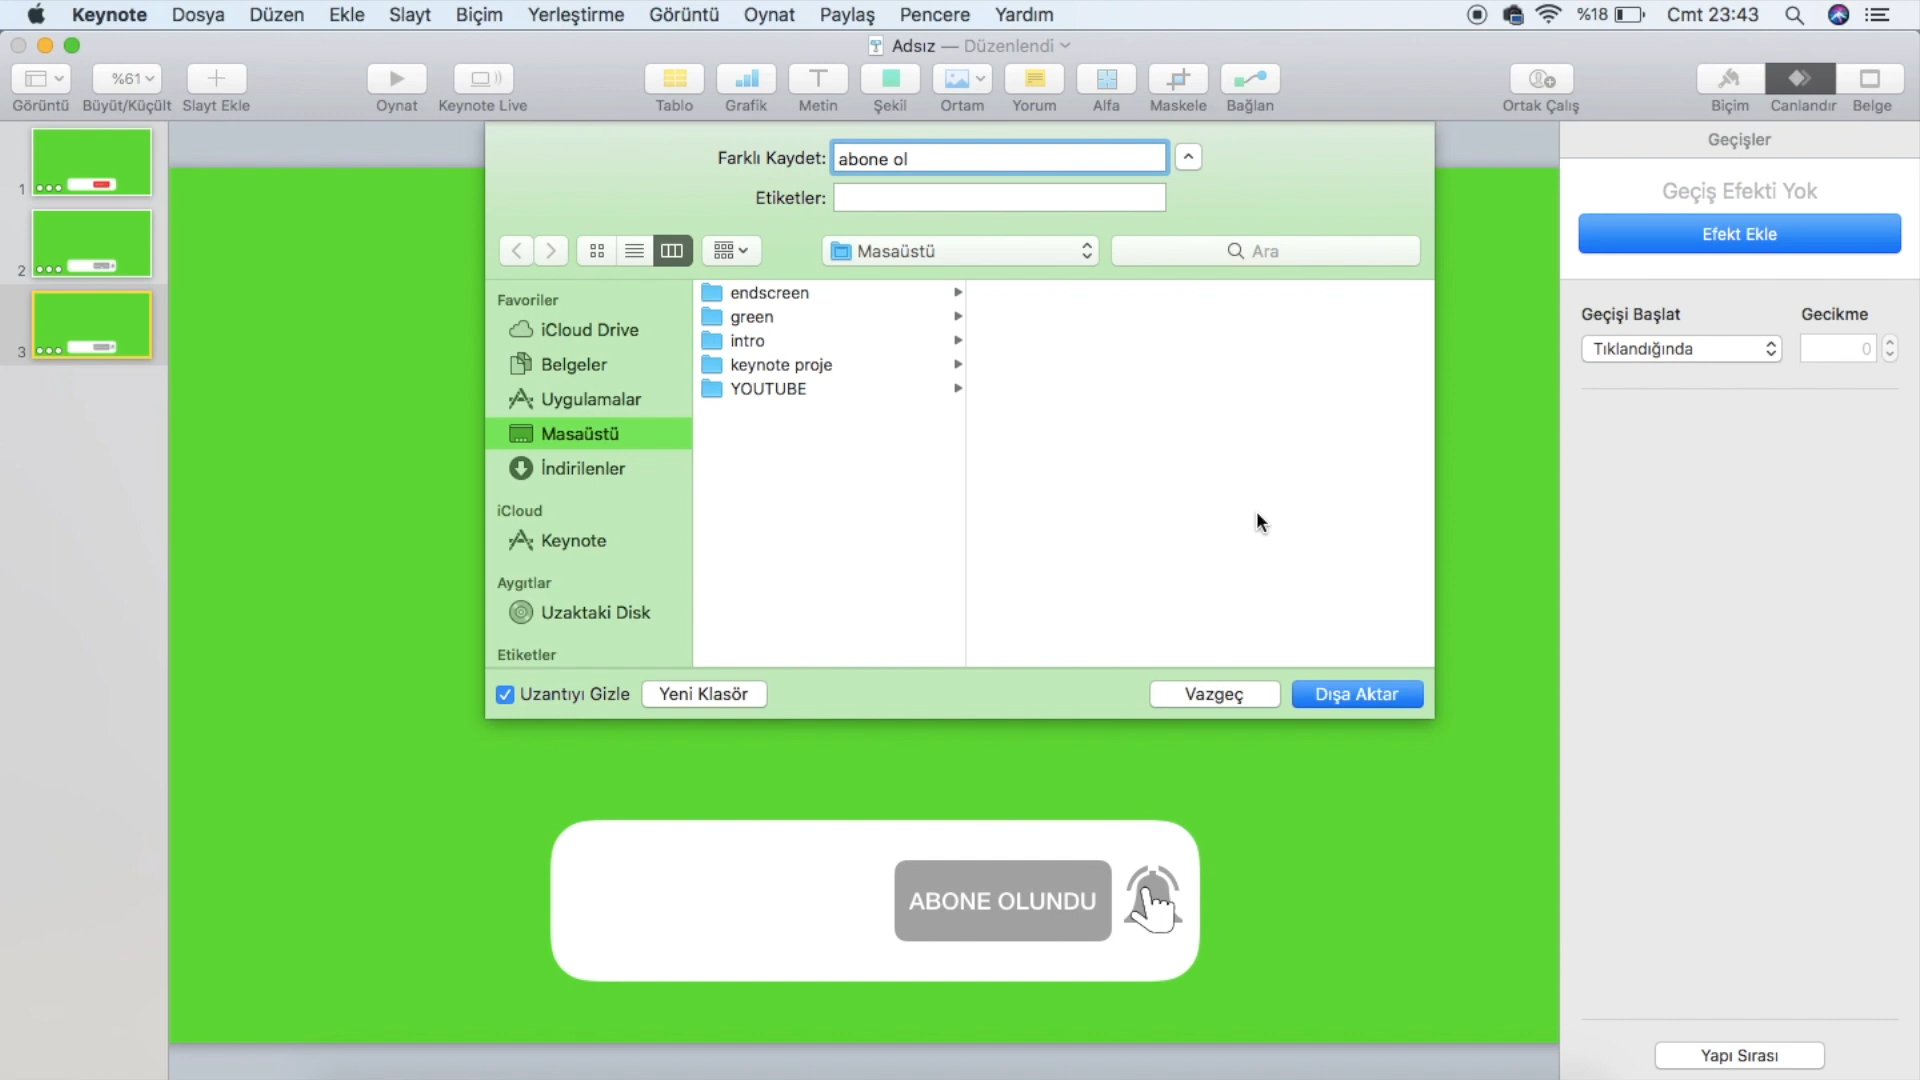 Keynote Dosya Düzen Ekle Slayt Biçim Yerleştirme Görüntü Oynat Paylaş Pencere Yardım %18 Cmt 23:43
Adsız — Düzenlendi
%61
Görüntü Büyüt/Küçült Slayt Ekle Oynat Keynote Live Tablo Grafik Metin Şekil Ortam Yorum Alfa Maskele Bağlan Ortak Çalış Biçim Canlandır Belge
1
2
3
Farklı Kaydet: abone ol
Etiketler:
Masaüstü
Ara
Favoriler
iCloud Drive
Belgeler
Uygulamalar
Masaüstü
İndirilenler
iCloud
Keynote
Aygıtlar
Uzaktaki Disk
Etiketler
endscreen
green
intro
keynote proje
YOUTUBE
Uzantıyı Gizle
Yeni Klasör
Vazgeç
Dışa Aktar
ABONE OLUNDU
Geçişler
Geçiş Efekti Yok
Efekt Ekle
Geçişi Başlat Gecikme
Tıklandığında 0
Yapı Sırası